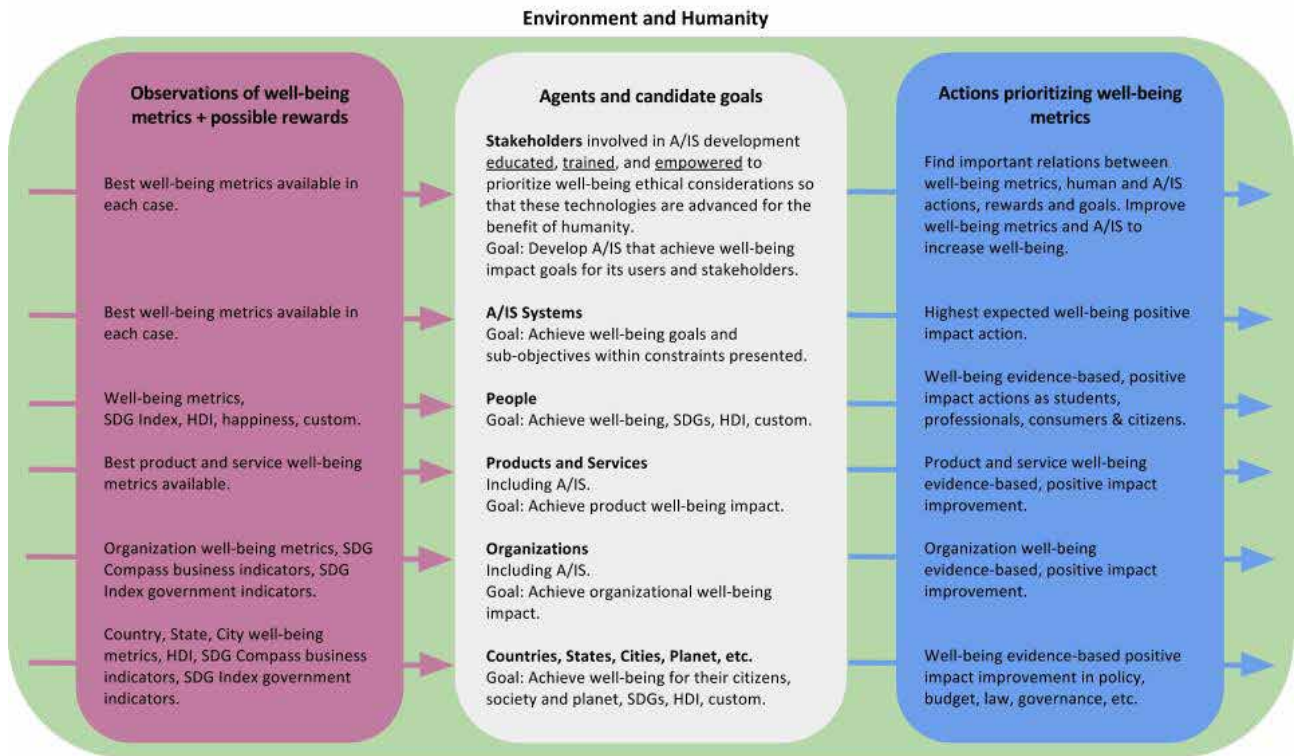 Environment and Humanity
Observations of well-being
metrics + possible rewards
Best well-being metrics available in
each case.
Best well-being metrics available in
each case.
Well-being metrics,
SDG Index, HDI, happiness, custom.
Best product and service well-being
metrics available.
Organization well-being metrics, SDG
Compass business indicators, SDG
Index government indicators.
Country, State, City well-being
metrics, HDI, SDG Compass business
indicators, SDG Index government
indicators.
Agents and candidate goals
Stakeholders involved in A/IS development
educated, trained, and empowered to
prioritize well-being ethical considerations so
that these technologies are advanced for the
benefit of humanity.
Goal: Develop A/IS that achieve well-being
impact goals for its users and stakeholders.
A/IS Systems
Goal: Achieve well-being goals and
sub-objectives within constraints presented.
People
Goal: Achieve well-being, SDGs, HDI, custom.
Products and Services
Including A/IS.
Goal: Achieve product well-being impact.
Organizations
Including A/IS.
Goal: Achieve organizational well-being
impact.
Countries, States, Cities, Planet, etc.
Goal: Achieve well-being for their citizens,
society and planet, SDGs, HDI, custom.
Actions prioritizing well-being
metrics
Find important relations between
well-being metrics, human and A/IS
actions, rewards and goals. Improve
well-being metrics and A/IS to
increase well-being.
Highest expected well-being positive
impact action.
Well-being evidence-based, positive
impact actions as students,
professionals, consumers & citizens.
Product and service well-being
evidence-based, positive impact
improvement.
Organization well-being
evidence-based, positive impact
improvement.
Well-being evidence-based positive
impact improvement in policy,
budget, law, governance, etc.